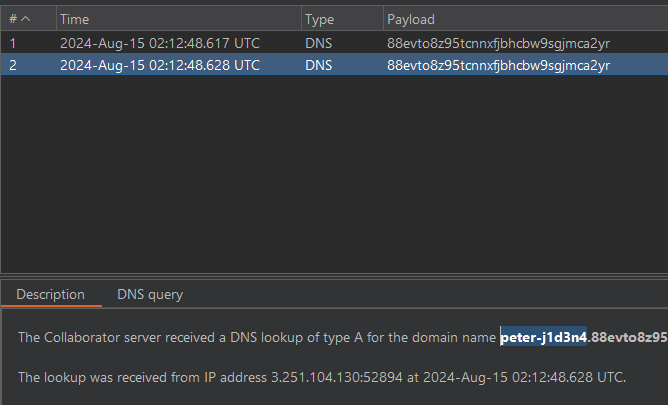 # Time Type Payload
1 2024-Aug-15 02:12:48.617 UTC DNS 88evto8z95tcnnxfjbhcbw9sgjmca2yr
2 2024-Aug-15 02:12:48.628 UTC DNS 88evto8z95tcnnxfjbhcbw9sgjmca2yr
Description DNS query
The Collaborator server received a DNS lookup of type A for the domain name peter-j1d3n4.88evto8z95
The lookup was received from IP address 3.251.104.130:52894 at 2024-Aug-15 02:12:48.628 UTC.